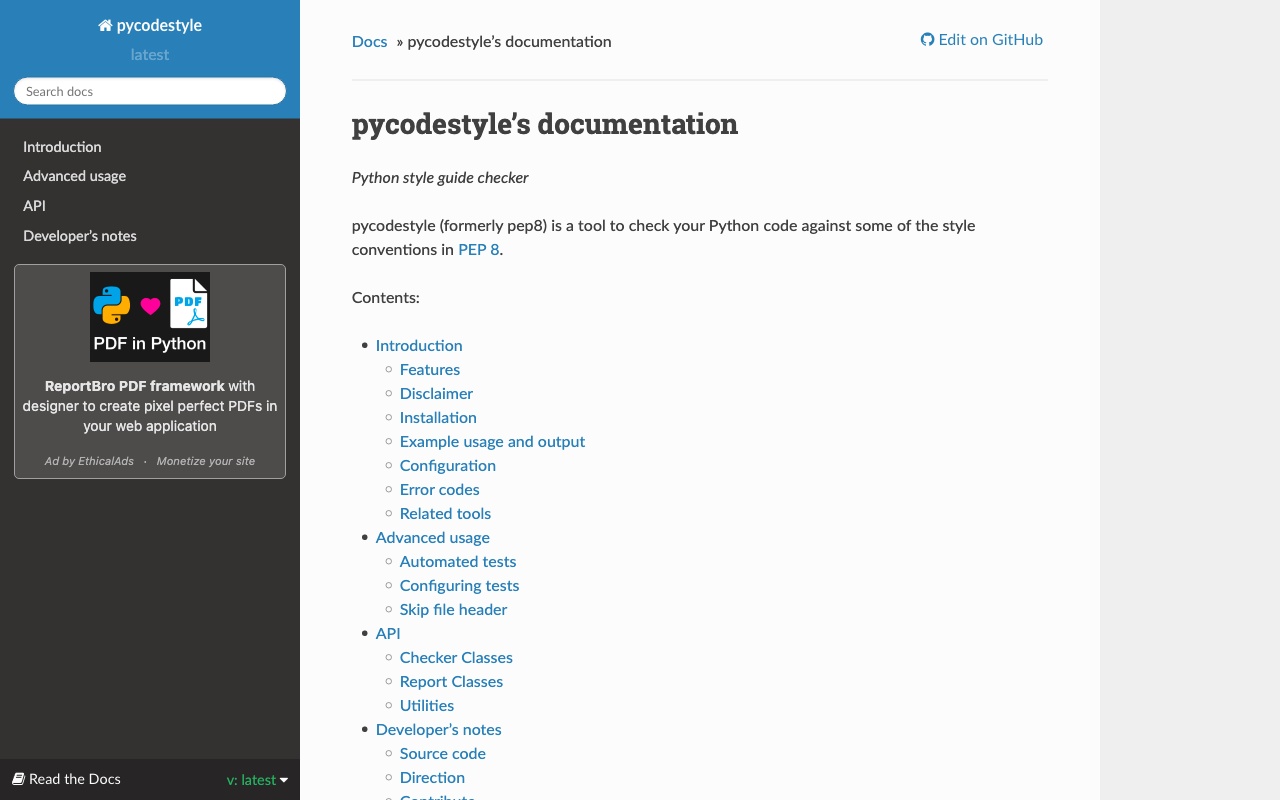 pycodestyle
latest
Search docs
Introduction
Advanced usage
API
Developer's notes
PDF
PDF in Python
ReportBro PDF framework with
designer to create pixel perfect PDFs in
your web application
Ad by EthicalAds · Monetize your site
Read the Docs
v: latest
Docs » pycodestyle’s documentation
Edit on GitHub
pycodestyle’s documentation
Python style guide checker
pycodestyle (formerly pep8) is a tool to check your Python code against some of the style
conventions in PEP 8.
Contents:
Introduction
Features
Disclaimer
Installation
Example usage and output
Configuration
Error codes
Related tools
Advanced usage
Automated tests
Configuring tests
Skip file header
API
Checker Classes
Report Classes
Utilities
Developer’s notes
Source code
Direction
Contribute